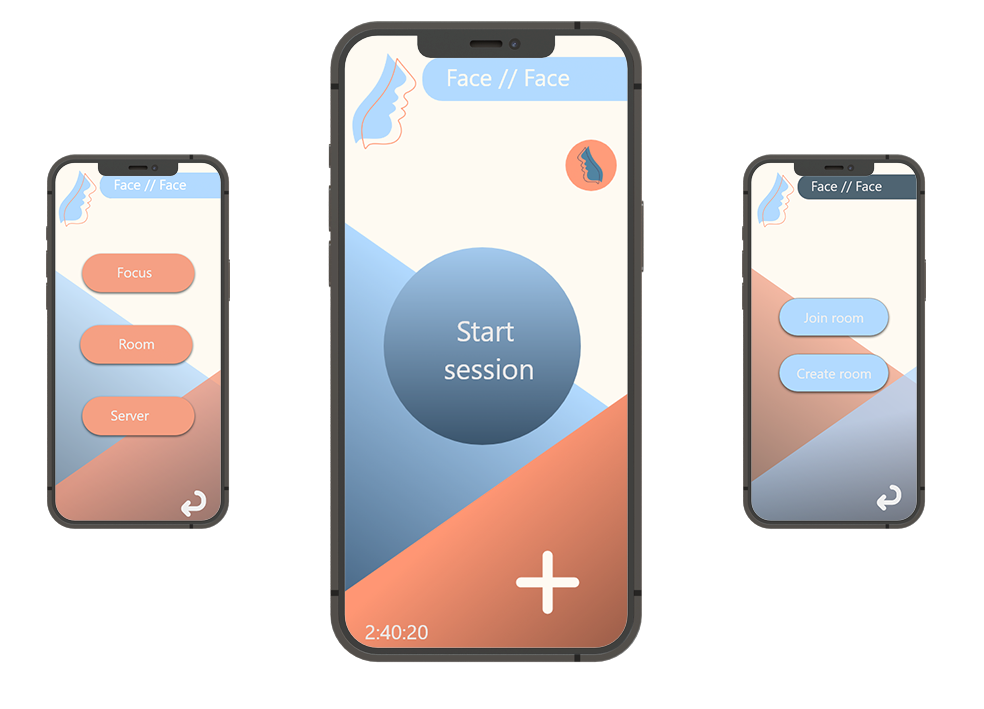 Face // Face
Focus
Room
Server
Face // Face
Start
session
2:40:20
Face // Face
Join room
Create room